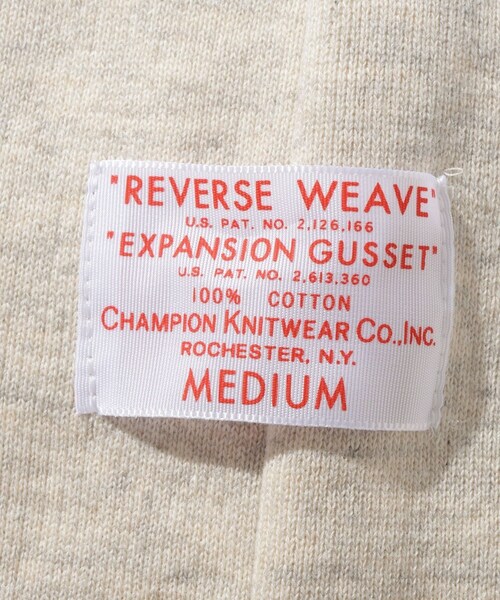 "REVERSE WEAVE"
U.S. PAT. NO. 2,126,166
"EXPANSION GUSSET"
U.S. PAT. NO. 2,613,360
100% COTTON
CHAMPION KNITWEAR CO., INC.
ROCHESTER, N.Y.
MEDIUM